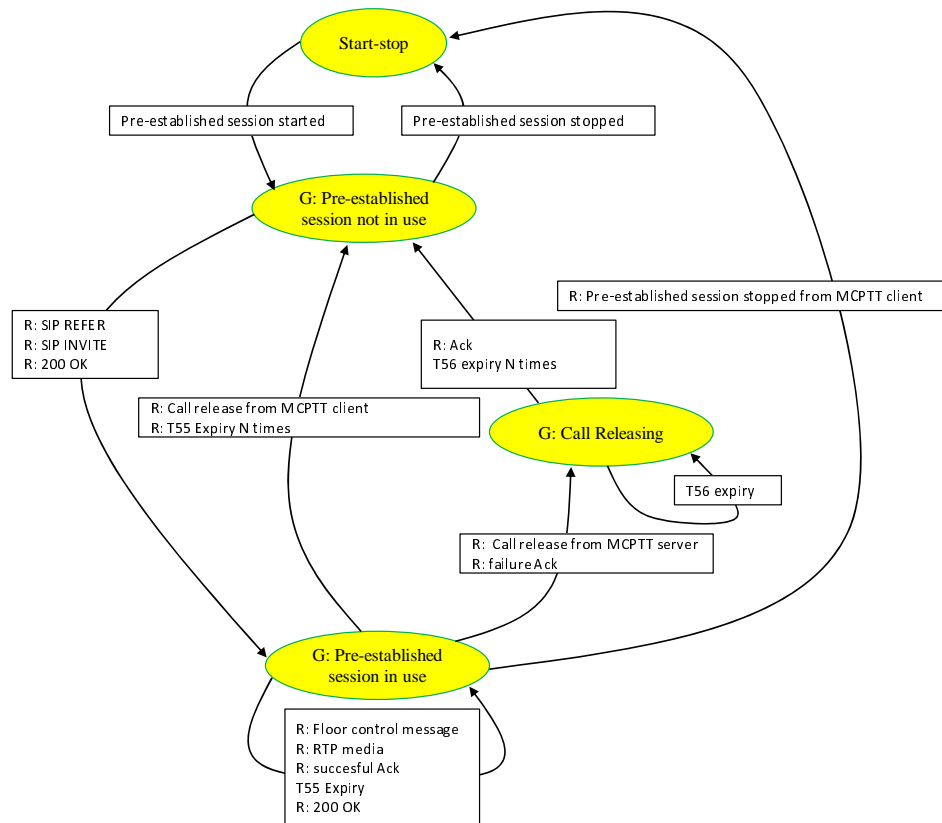 Start-stop
Pre-established session started
Pre-established session stopped
G: Pre-established
session not in use
R: Pre-established session stopped from MCPTT client
R: SIP REFER
R: SIP INVITE
R: 200 OK
R: Ack
T56 expiry N times
R: Call release from MCPTT client
R: T55 Expiry N times
G: Call Releasing
T56 expiry
R: Call release from MCPTT server
R: failure Ack
G: Pre-established
session in use
R: Floor control message
R: RTP media
R: succesful Ack
T55 Expiry
R: 200 OK